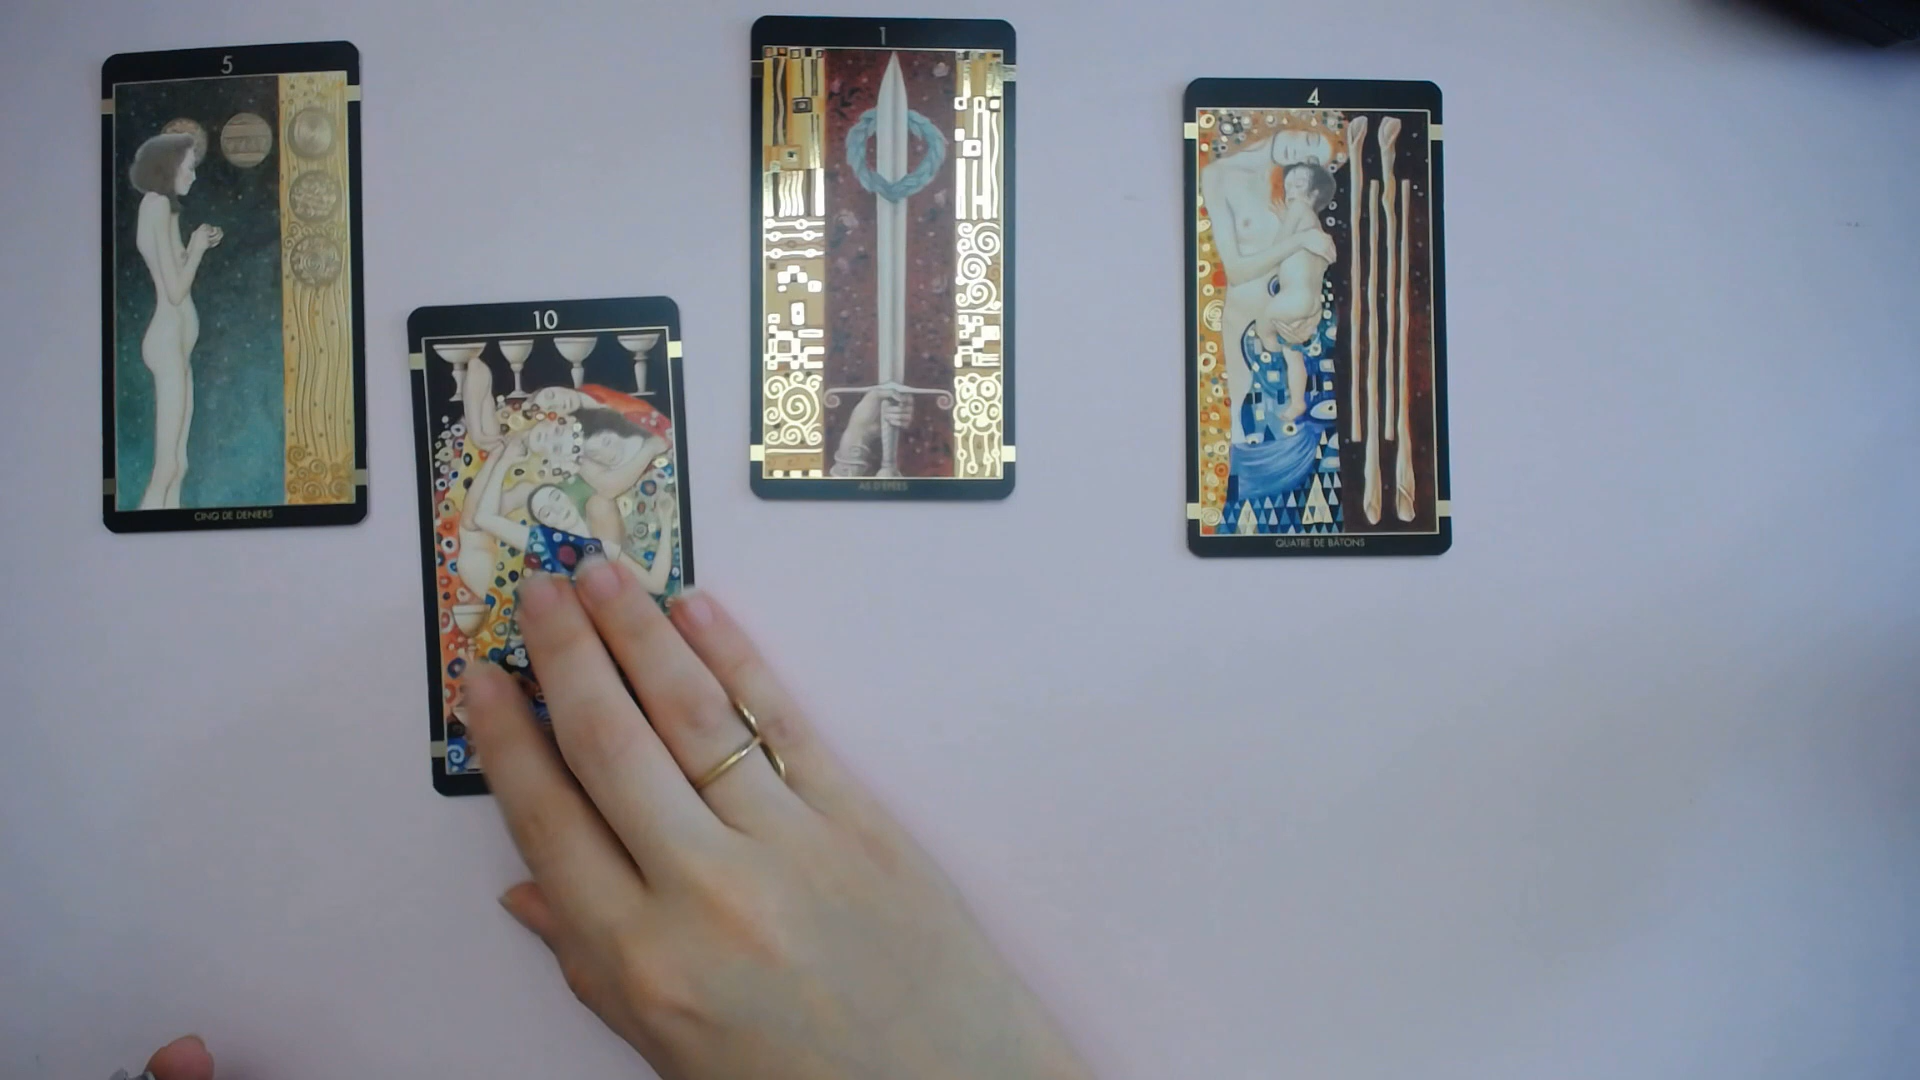 5
CINQ DE DENIERS
10
1
AS D'ÉPÉES
4
QUATRE DE BÂTONS